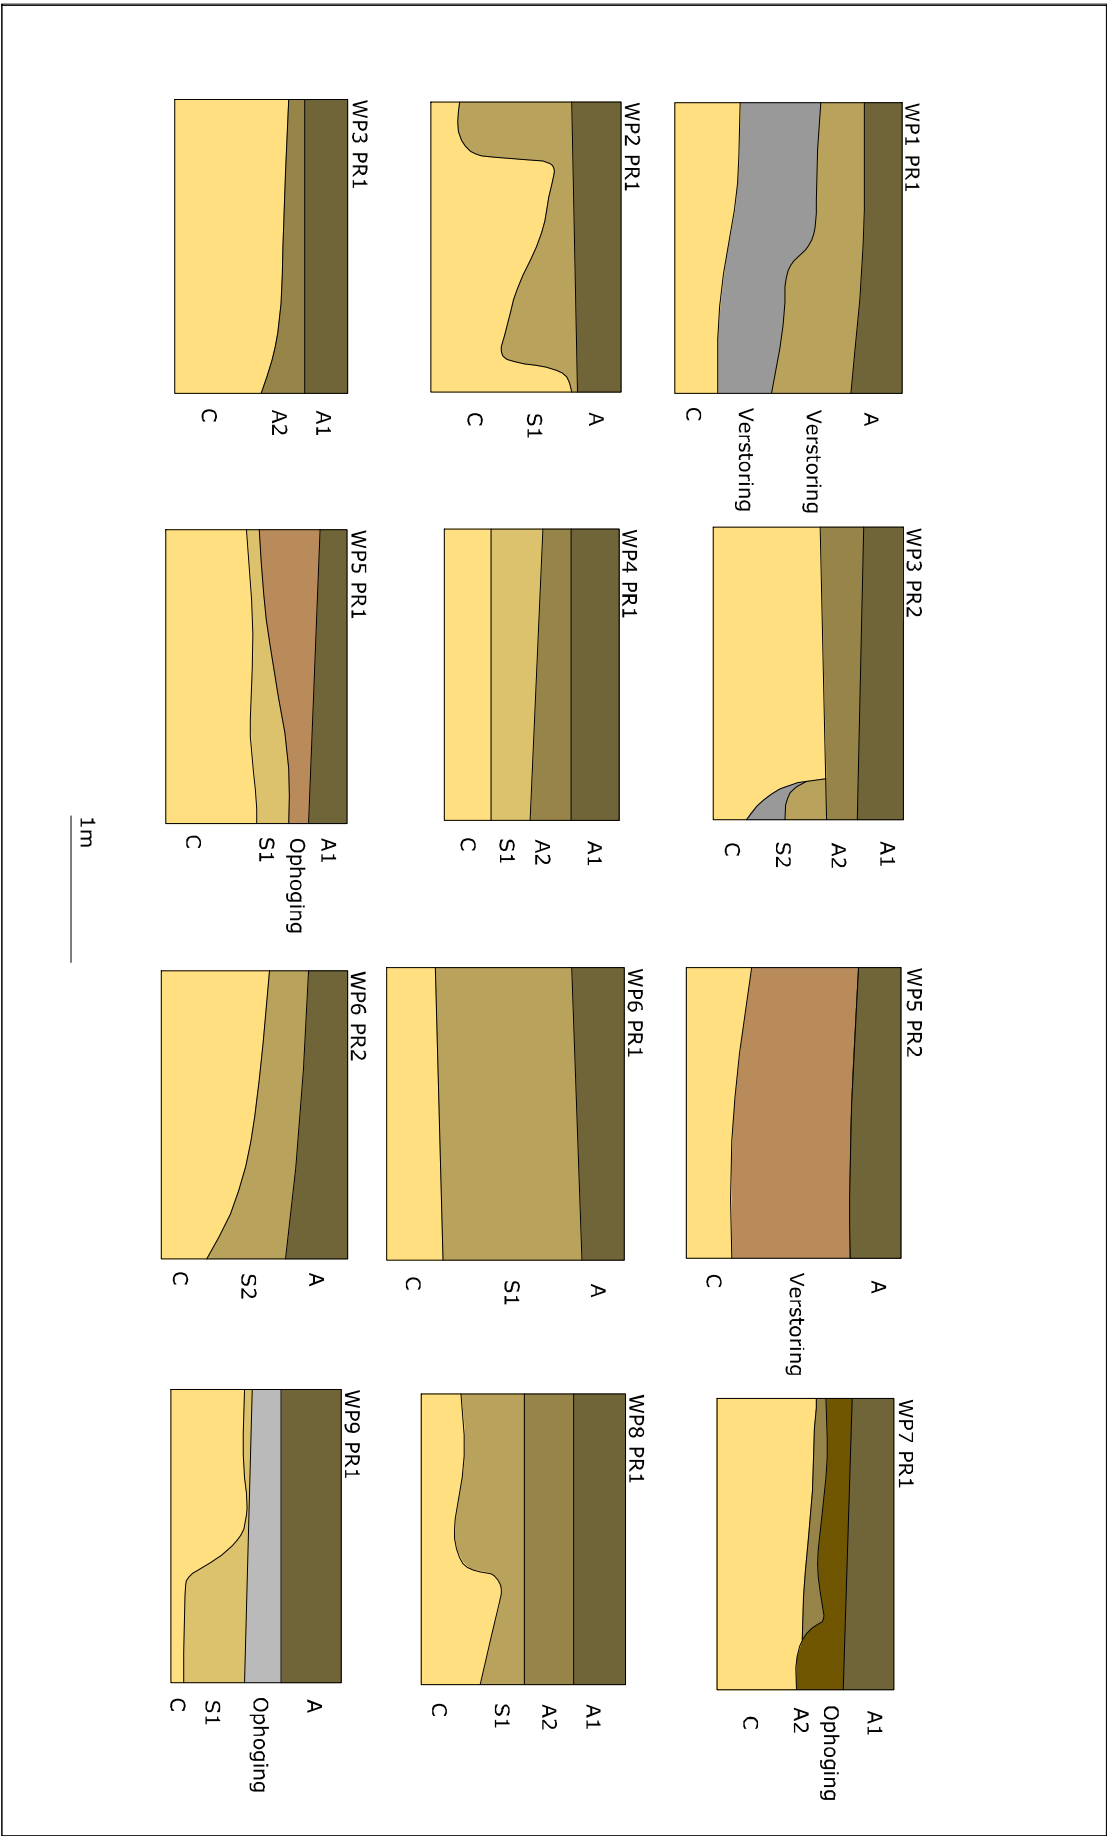 WP1 PR1
A
Verstoring
Verstoring
C
WP3 PR2
A1
A2
S2
C
WP5 PR2
A
Verstoring
C
WP7 PR1
A1
Ophoging
A2
C
WP2 PR1
A
S1
C
WP4 PR1
A1
A2
S1
C
WP6 PR1
A
S1
C
WP8 PR1
A1
A2
S1
C
WP3 PR1
A1
A2
C
WP5 PR1
A1
Ophoging
S1
C
WP6 PR2
A
S2
C
WP9 PR1
A
Ophoging
S1
C
1m